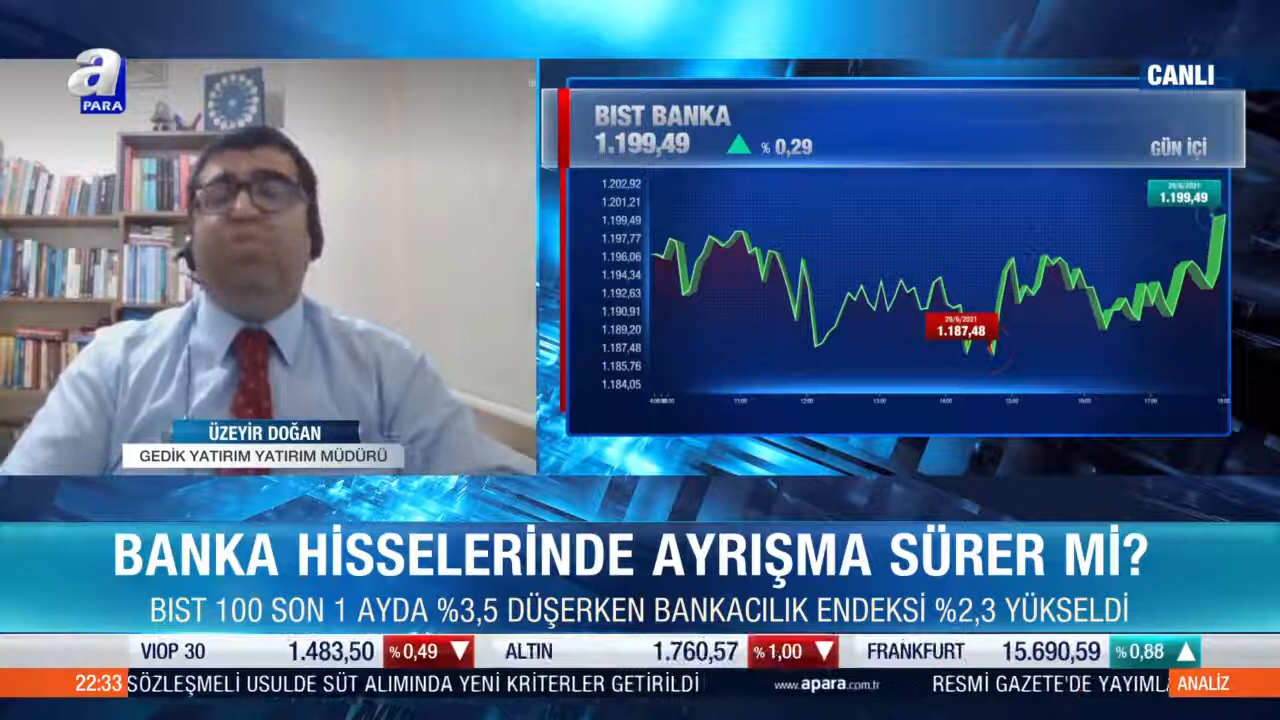 a
PARA
CANLI
BIST BANKA
1.199,49 % 0,29
GÜN İÇİ
1.202,92
1.201,21
1.199,49
1.197,77
1.196,06
1.194,34
1.192,63
1.190,91
1.189,20
1.187,48
1.185,76
1.184,05
29/6/2021
1.199,49
29/6/2021
1.187,48
11:00 12:00 13:00 14:00 15:00 16:00 17:00 18:00
ÜZEYİR DOĞAN
GEDİK YATIRIM YATIRIM MÜDÜRÜ
BANKA HİSSELERİNDE AYRIŞMA SÜRER Mİ?
BIST 100 SON 1 AYDA %3,5 DÜŞERKEN BANKACILIK ENDEKSİ %2,3 YÜKSELDİ
VIOP 30 1.483,50 % 0,49 ALTIN 1.760,57 % 1,00 FRANKFURT 15.690,59 % 0,88
22:33 SÖZLEŞMELİ USULDE SÜT ALIMINDA YENİ KRİTERLER GETİRİLDİ www.apara.com.tr RESMİ GAZETE'DE YAYIML ANALİZ